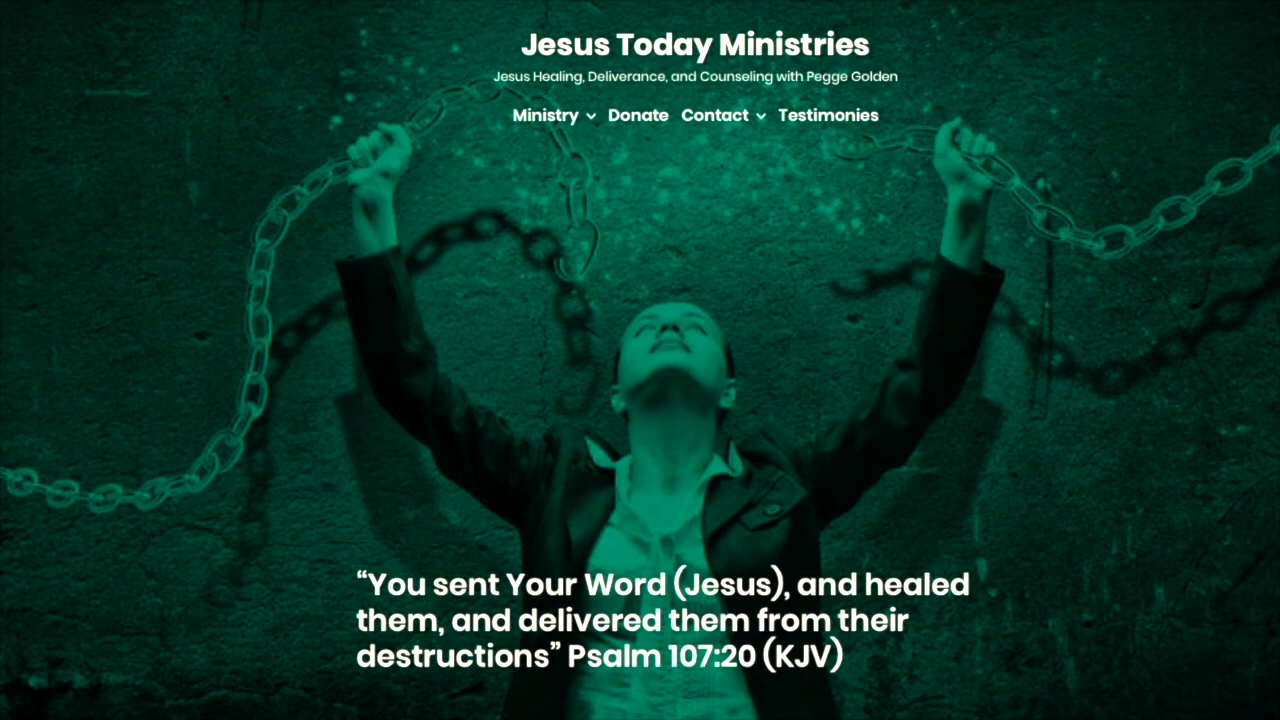 Jesus Today Ministries
Jesus Healing, Deliverance, and Counseling with Pegge Golden
Ministry Donate Contact Testimonies
“You sent Your Word (Jesus), and healed
them, and delivered them from their
destructions” Psalm 107:20 (KJV)